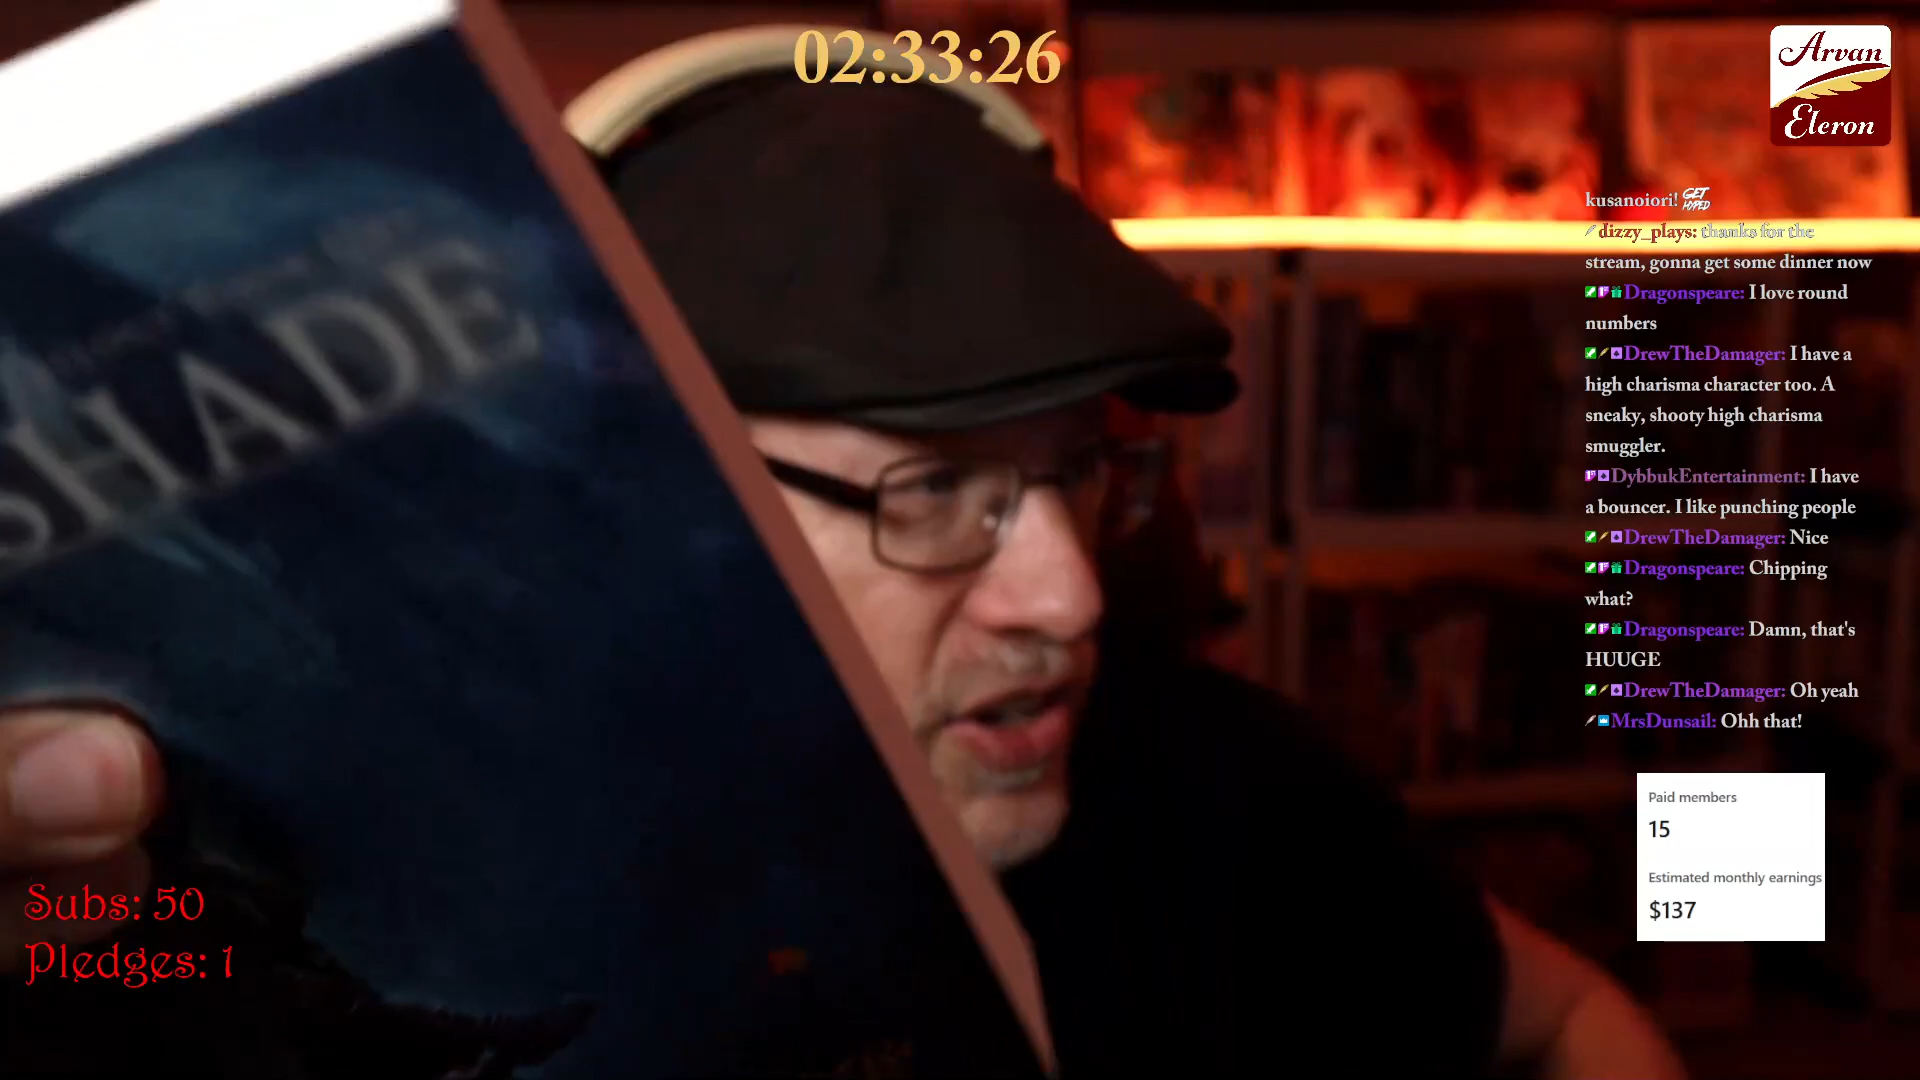 02:33:26
Arvan
Eleron
SHADE
kusanoiori! GET HYPED
dizzy_plays: thanks for the
stream, gonna get some dinner now
Dragonspeare: I love round
numbers
DrewTheDamager: I have a
high charisma character too. A
sneaky, shooty high charisma
smuggler.
DybbukEntertainment: I have
a bouncer. I like punching people
DrewTheDamager: Nice
Dragonspeare: Chipping
what?
Dragonspeare: Damn, that's
HUUGE
DrewTheDamager: Oh yeah
MrsDunsail: Ohh that!
Paid members
15
Estimated monthly earnings
$137
Subs: 50
Pledges: 1